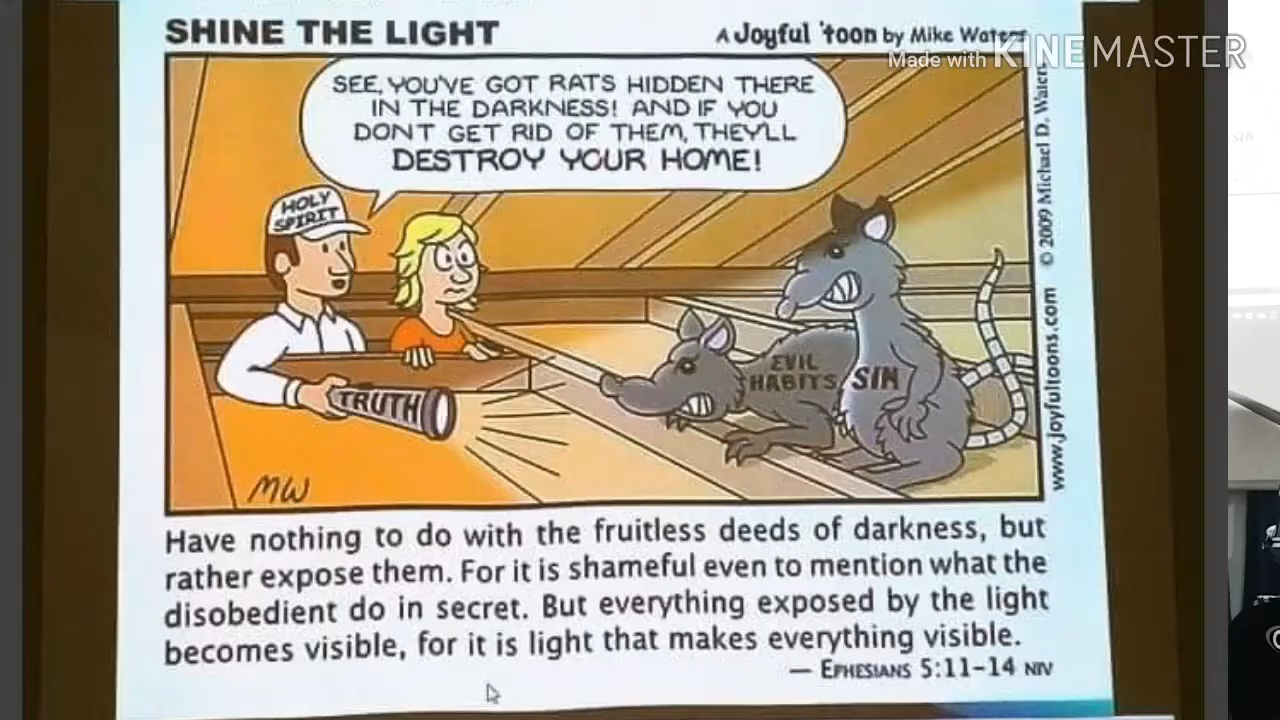 SHINE THE LIGHT
A Joyful 'toon by Mike Waters
Made with KINEMASTER
SEE, YOU'VE GOT RATS HIDDEN THERE
IN THE DARKNESS! AND IF YOU
DON'T GET RID OF THEM, THEY'LL
DESTROY YOUR HOME!
HOLY
SPIRIT
TRUTH
EVIL
HABITS
SIN
MW
© 2009 Michael D. Waters
www.joyfultoons.com
Have nothing to do with the fruitless deeds of darkness, but
rather expose them. For it is shameful even to mention what the
disobedient do in secret. But everything exposed by the light
becomes visible, for it is light that makes everything visible.
— EPHESIANS 5:11-14 NIV